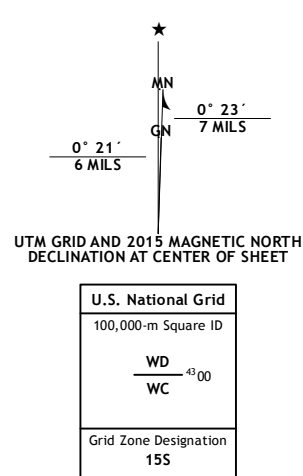 ★
MN
0° 23´
7 MILS
GN
0° 21´
6 MILS
UTM GRID AND 2015 MAGNETIC NORTH
DECLINATION AT CENTER OF SHEET
U.S. National Grid
100,000-m Square ID
WD
4300
WC
Grid Zone Designation
15S